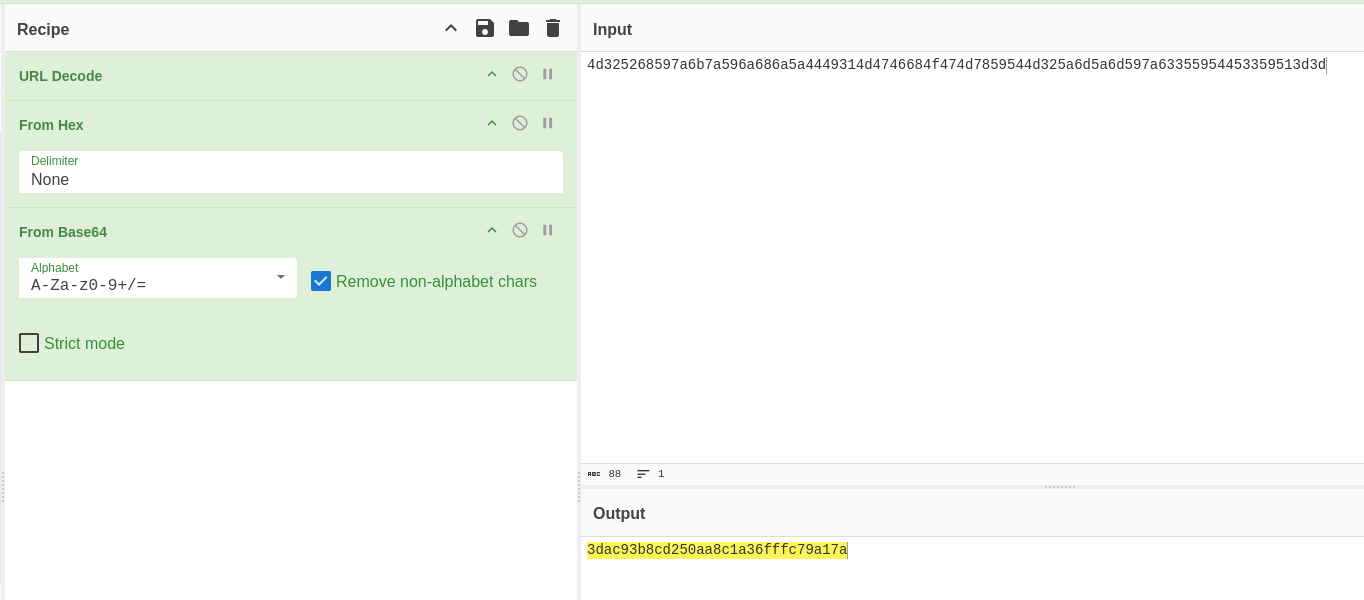 Recipe
URL Decode
From Hex
Delimiter
None
From Base64
Alphabet
A-Za-z0-9+/=
Remove non-alphabet chars
Strict mode
Input
4d325268597a6b7a596a686a5a4449314d4746684f474d7859544d325a6d5a6d597a63355954453359513d3d
ABC 88 1
Output
3dac93b8cd250aa8c1a36fffc79a17a